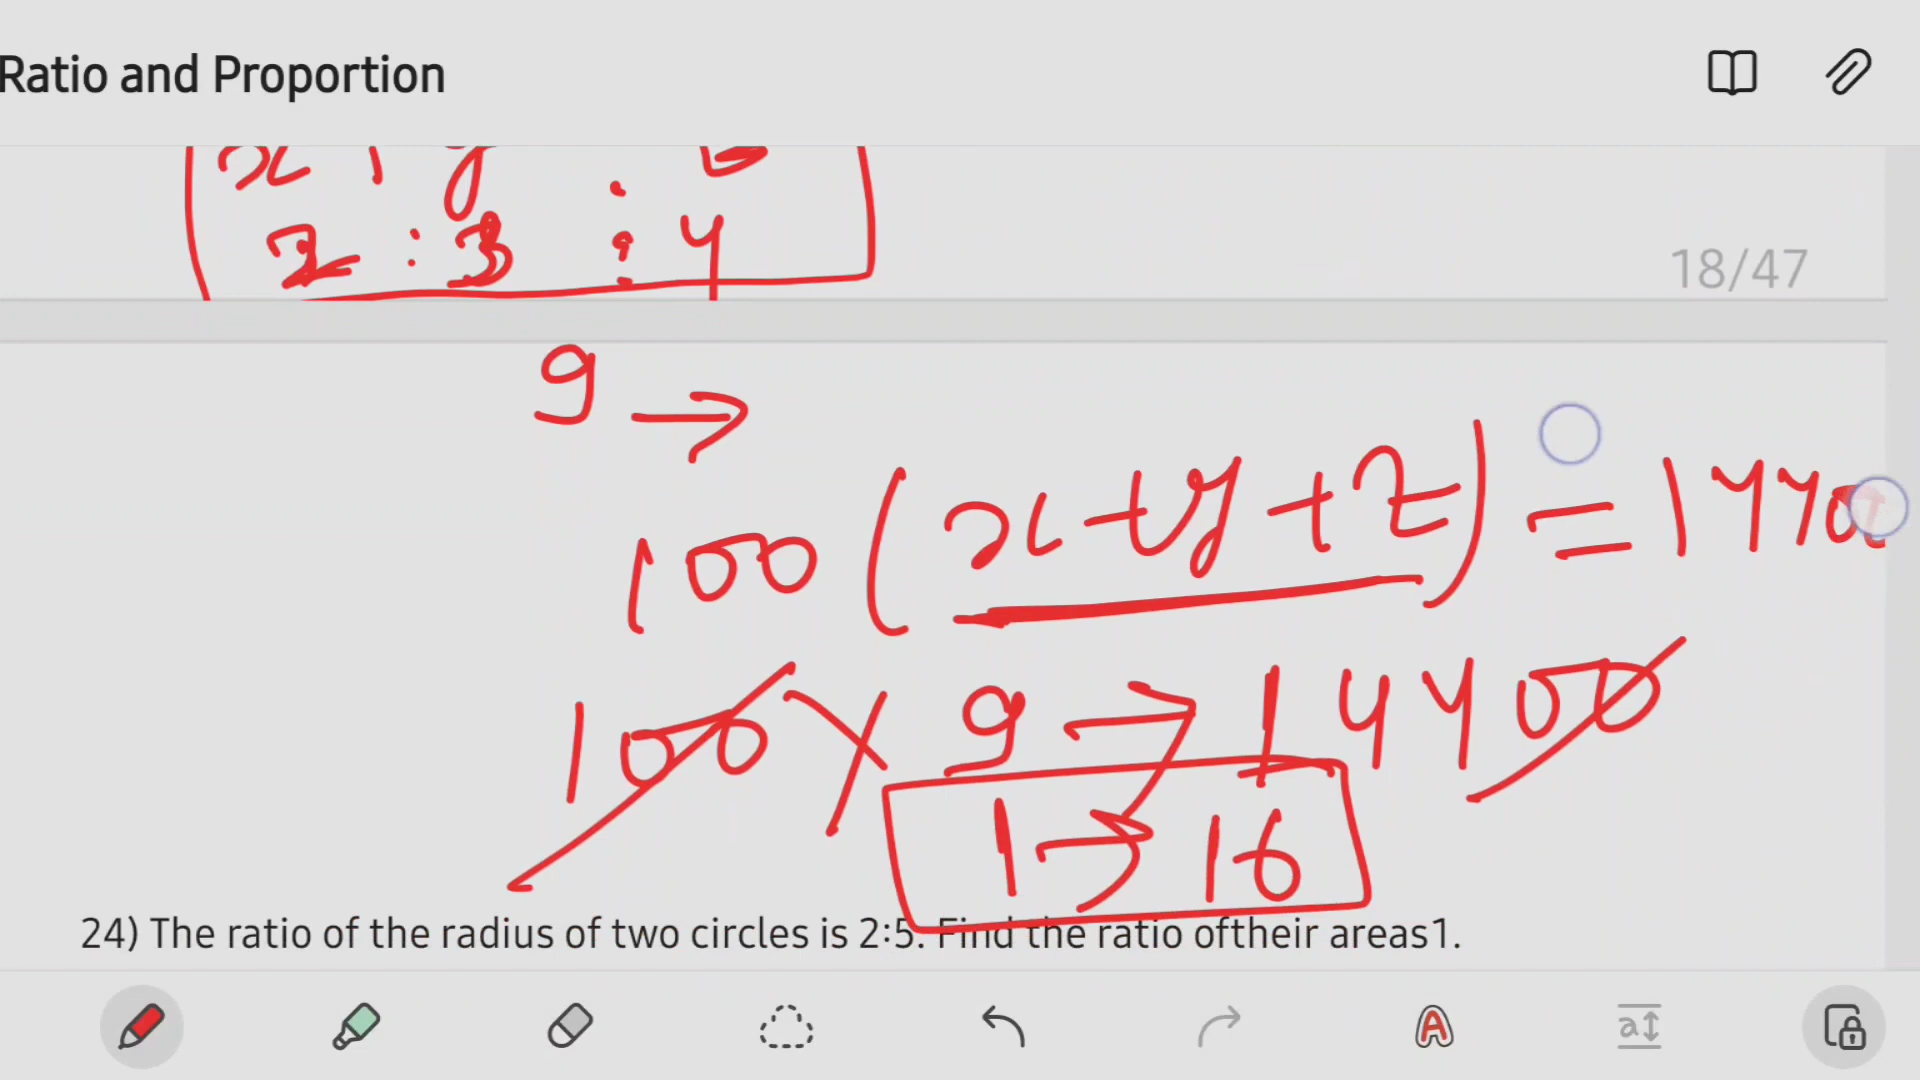 Ratio and Proportion
x : y : z
2 : 3 : 4
18/47
9 →
100 (x+y+z) = 14400
100 × 9 → 14400
1 → 16
24) The ratio of the radius of two circles is 2:5. Find the ratio oftheir areas1.